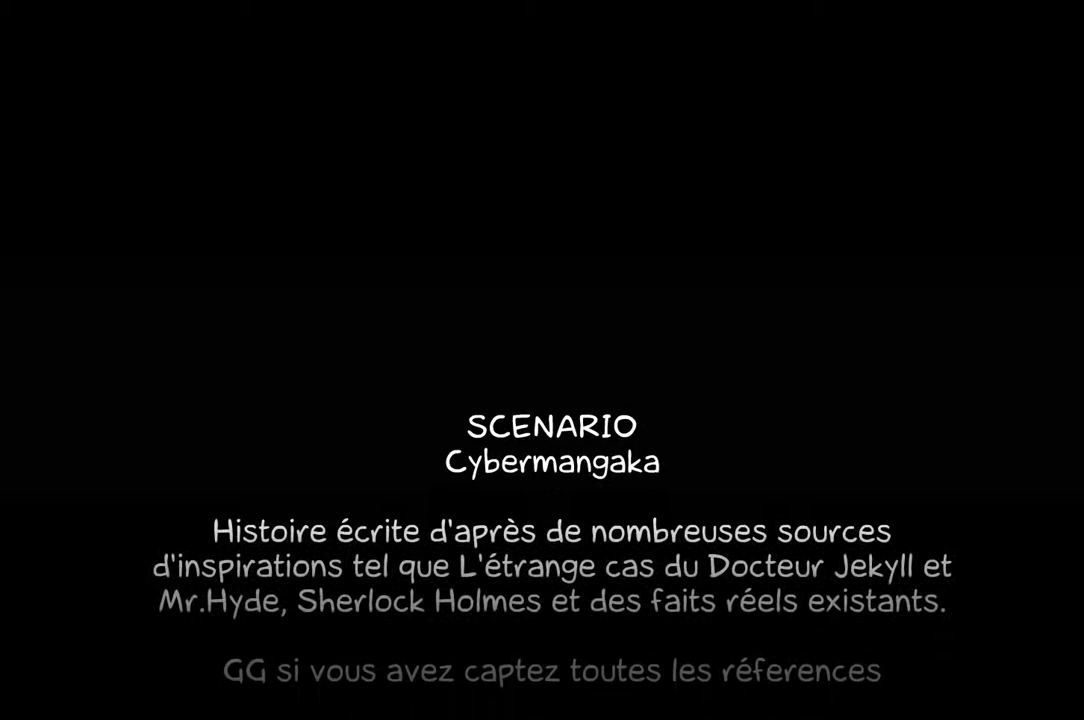 SCENARIO
Cybermangaka
Histoire écrite d'après de nombreuses sources
d'inspirations tel que L'étrange cas du Docteur Jekyll et
Mr.Hyde, Sherlock Holmes et des faits réels existants.
GG si vous avez captez toutes les réferences